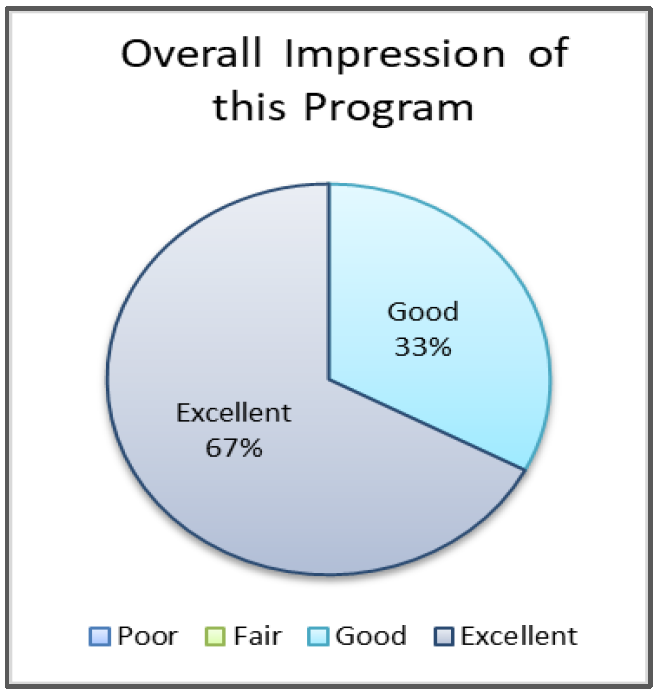 Overall Impression of
this Program
Good
33%
Excellent
67%
Poor Fair Good Excellent